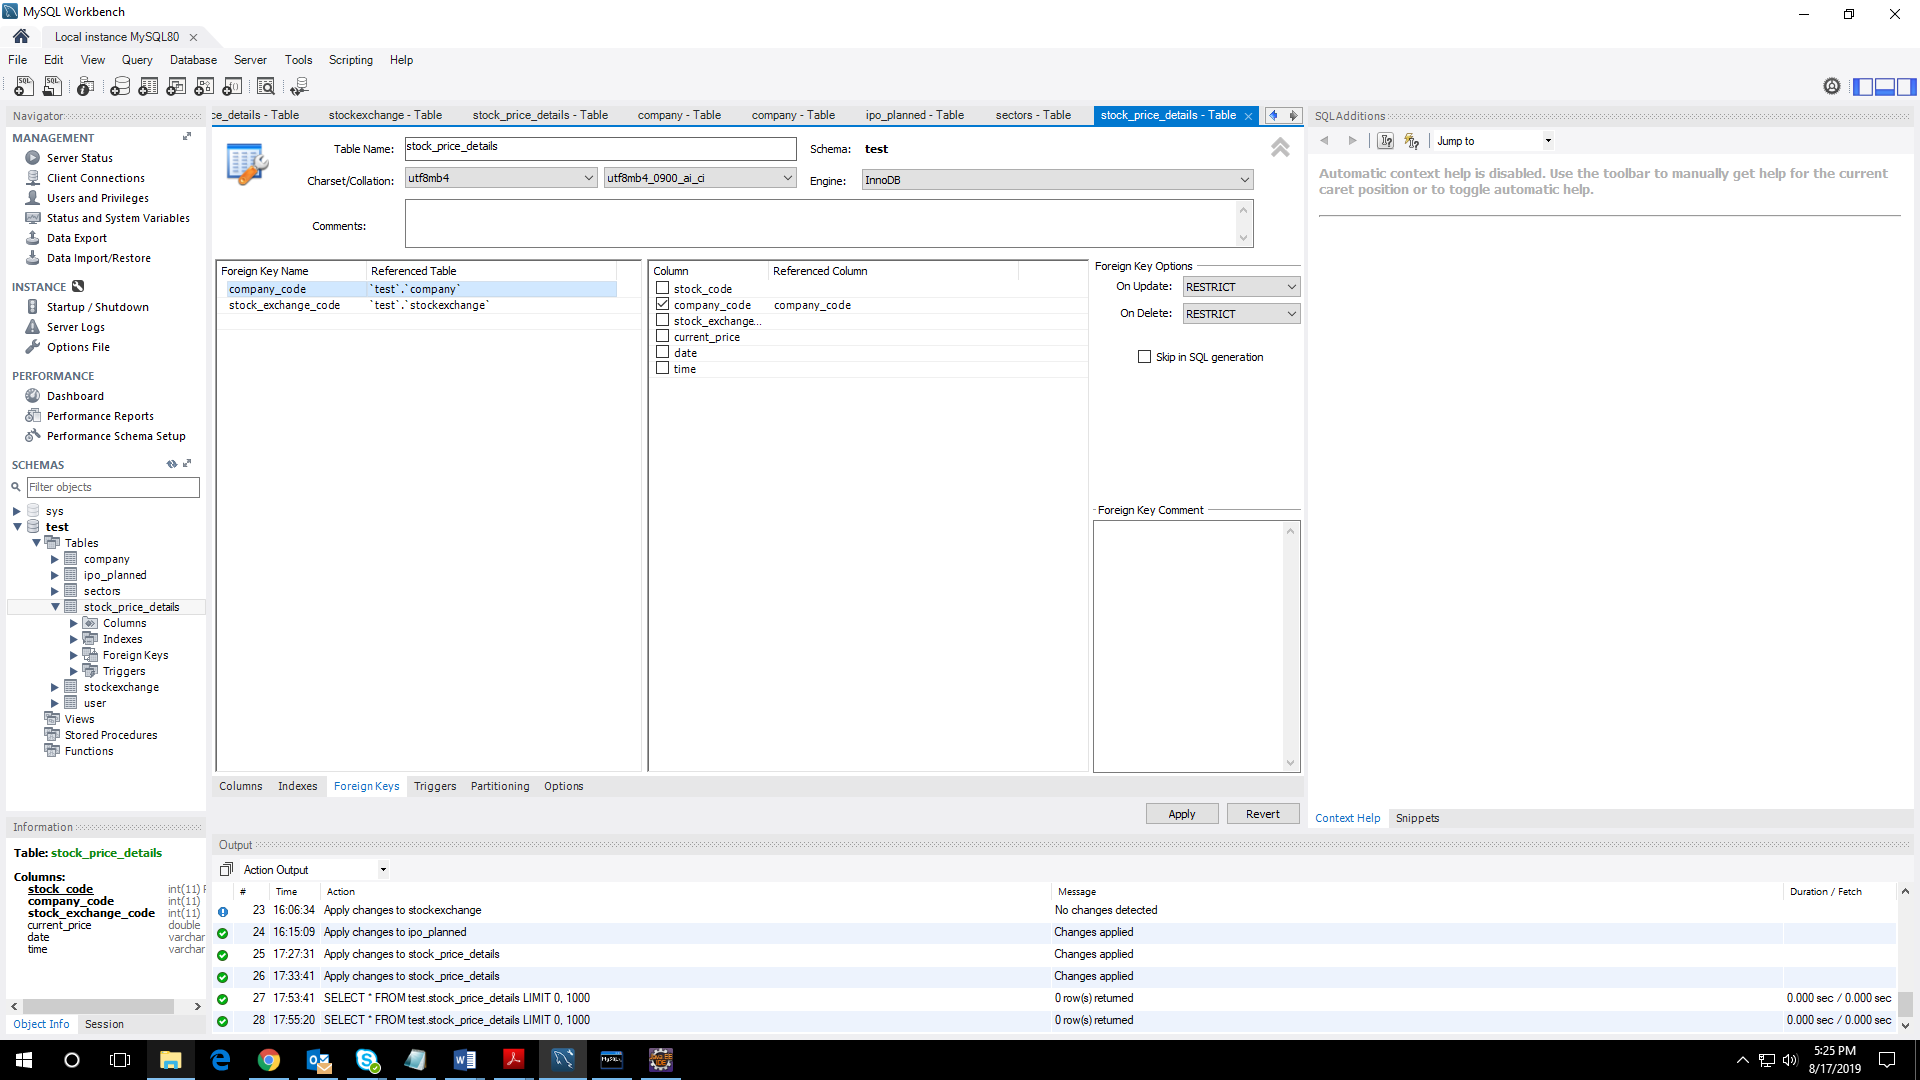 MySQL Workbench
Local instance MySQL80
File Edit View Query Database Server Tools Scripting Help
Navigator
MANAGEMENT
Server Status
Client Connections
Users and Privileges
Status and System Variables
Data Export
Data Import/Restore
INSTANCE
Startup / Shutdown
Server Logs
Options File
PERFORMANCE
Dashboard
Performance Reports
Performance Schema Setup
SCHEMAS
Filter objects
sys
test
Tables
company
ipo_planned
sectors
stock_price_details
Columns
Indexes
Foreign Keys
Triggers
stockexchange
user
Views
Stored Procedures
Functions
Information
Table: stock_price_details
Columns:
stock_code int(11)
company_code int(11)
stock_exchange_code int(11)
current_price double
date varchar
time varchar
Object Info Session
ce_details - Table stockexchange - Table stock_price_details - Table company - Table company - Table ipo_planned - Table sectors - Table stock_price_details - Table
Table Name: stock_price_details Schema: test
Charset/Collation: utf8mb4 utf8mb4_0900_ai_ci Engine: InnoDB
Comments:
Foreign Key Name Referenced Table
company_code `test`.`company`
stock_exchange_code `test`.`stockexchange`
Column Referenced Column
stock_code
company_code company_code
stock_exchange...
current_price
date
time
Foreign Key Options
On Update: RESTRICT
On Delete: RESTRICT
Skip in SQL generation
Foreign Key Comment
Columns Indexes Foreign Keys Triggers Partitioning Options
Apply Revert
SQLAdditions
Jump to
Automatic context help is disabled. Use the toolbar to manually get help for the current
caret position or to toggle automatic help.
Context Help Snippets
Output
Action Output
# Time Action Message Duration / Fetch
23 16:06:34 Apply changes to stockexchange No changes detected
24 16:15:09 Apply changes to ipo_planned Changes applied
25 17:27:31 Apply changes to stock_price_details Changes applied
26 17:33:41 Apply changes to stock_price_details Changes applied
27 17:53:41 SELECT * FROM test.stock_price_details LIMIT 0, 1000 0 row(s) returned 0.000 sec / 0.000 sec
28 17:55:20 SELECT * FROM test.stock_price_details LIMIT 0, 1000 0 row(s) returned 0.000 sec / 0.000 sec
5:25 PM
8/17/2019